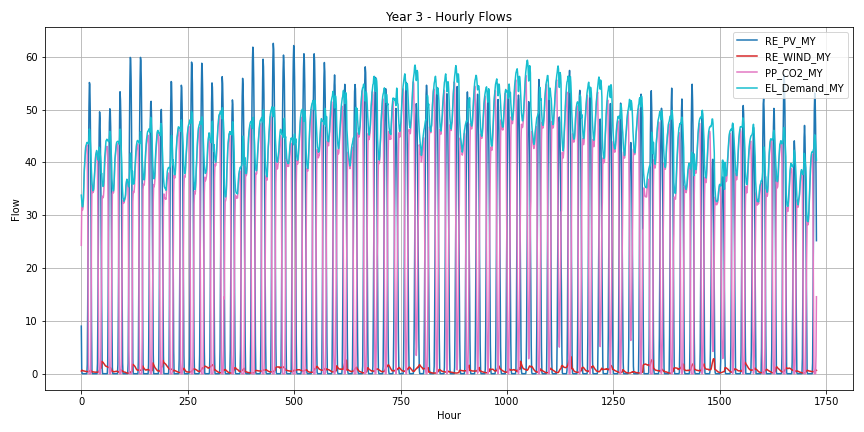 Year 3 - Hourly Flows
RE_PV_MY
RE_WIND_MY
PP_CO2_MY
EL_Demand_MY
Flow
60
50
40
30
20
10
0
0 250 500 750 1000 1250 1500 1750
Hour